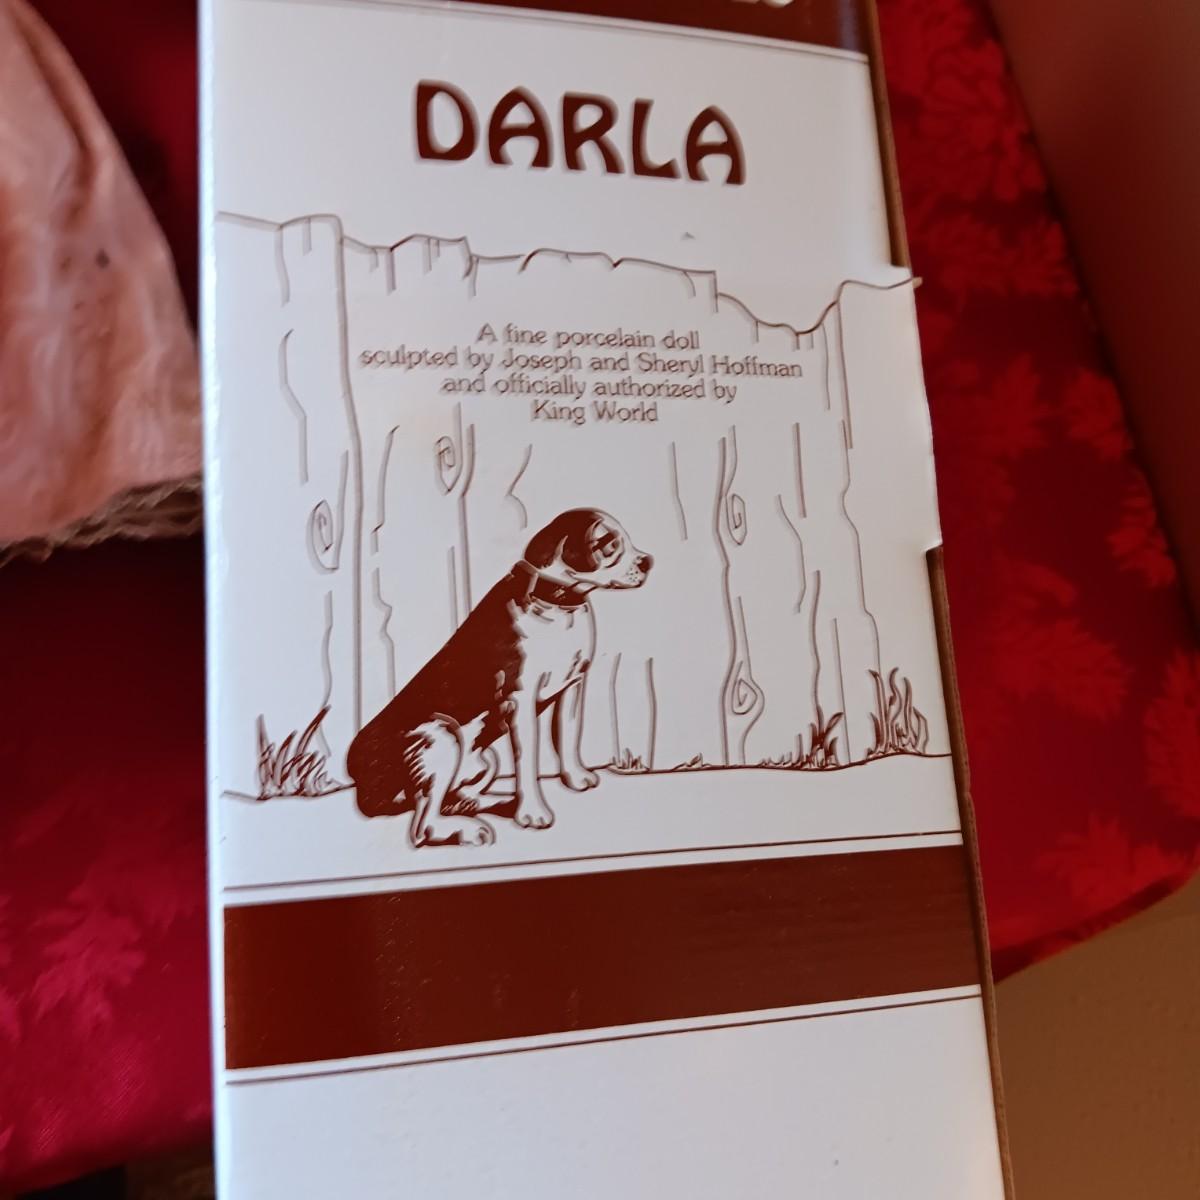 DARLA
A fine porcelain doll
sculpted by Joseph and Sheryl Hoffman
and officially authorized by
King World